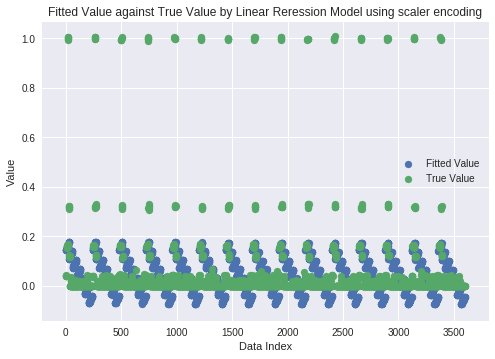 Fitted Value against True Value by Linear Reression Model using scaler encoding
1.0
0.8
0.6
0.4
0.2
0.0
Value
Fitted Value
True Value
0 500 1000 1500 2000 2500 3000 3500
Data Index